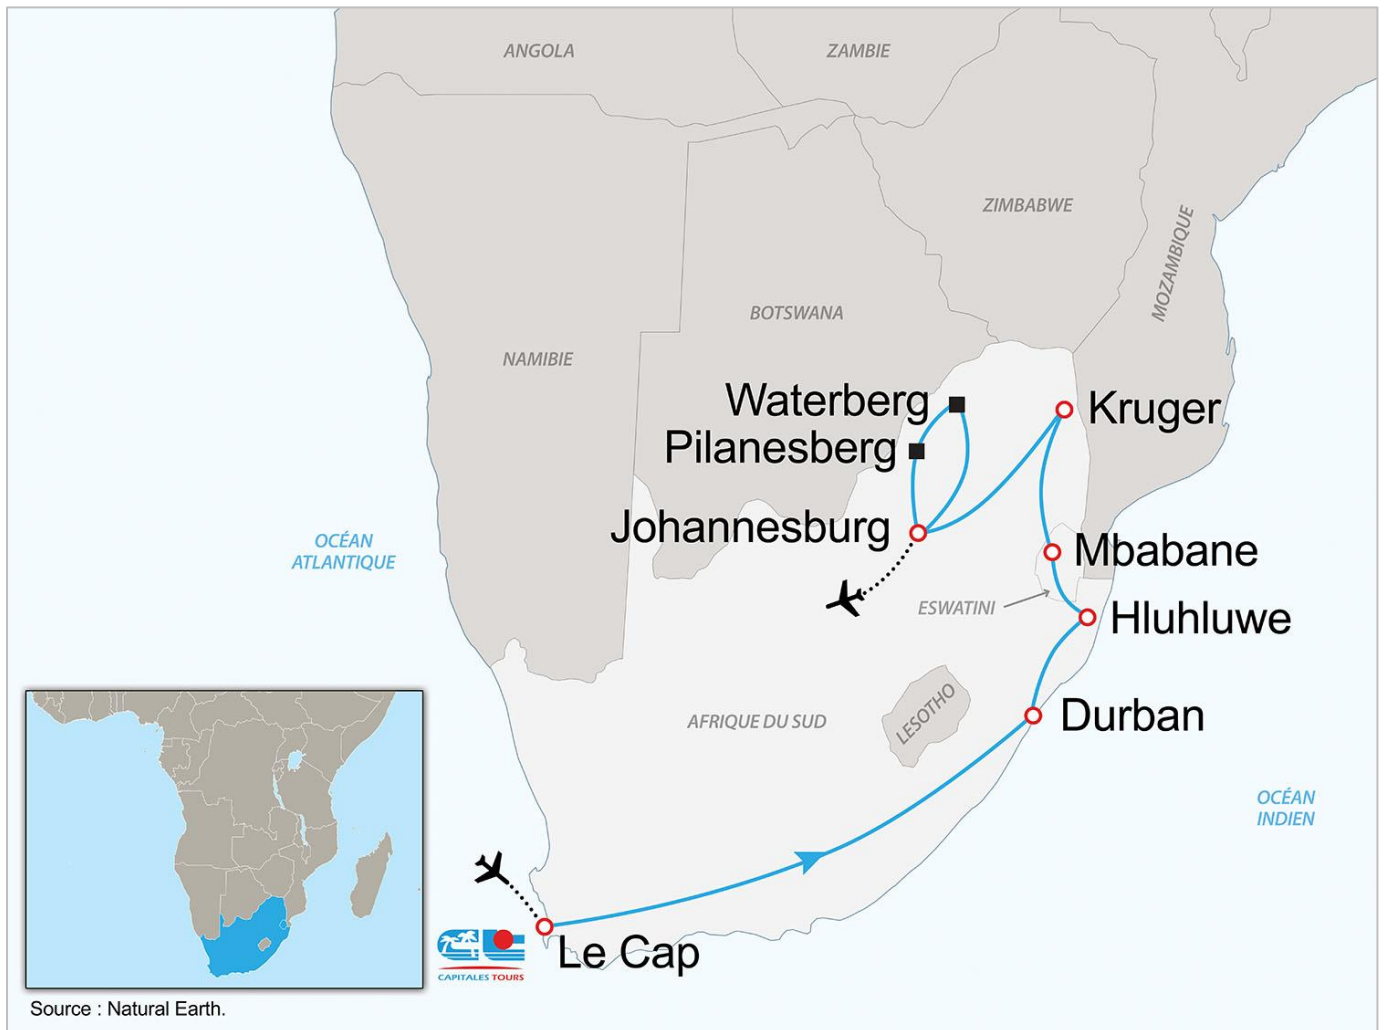 ANGOLA
ZAMBIE
ZIMBABWE
MOZAMBIQUE
BOTSWANA
NAMIBIE
Waterberg
Kruger
Pilanesberg
Johannesburg
OCÉAN
ATLANTIQUE
Mbabane
ESWATINI
Hluhluwe
AFRIQUE DU SUD
LESOTHO
Durban
OCÉAN
INDIEN
Le Cap
CAPITALES TOURS
Source : Natural Earth.